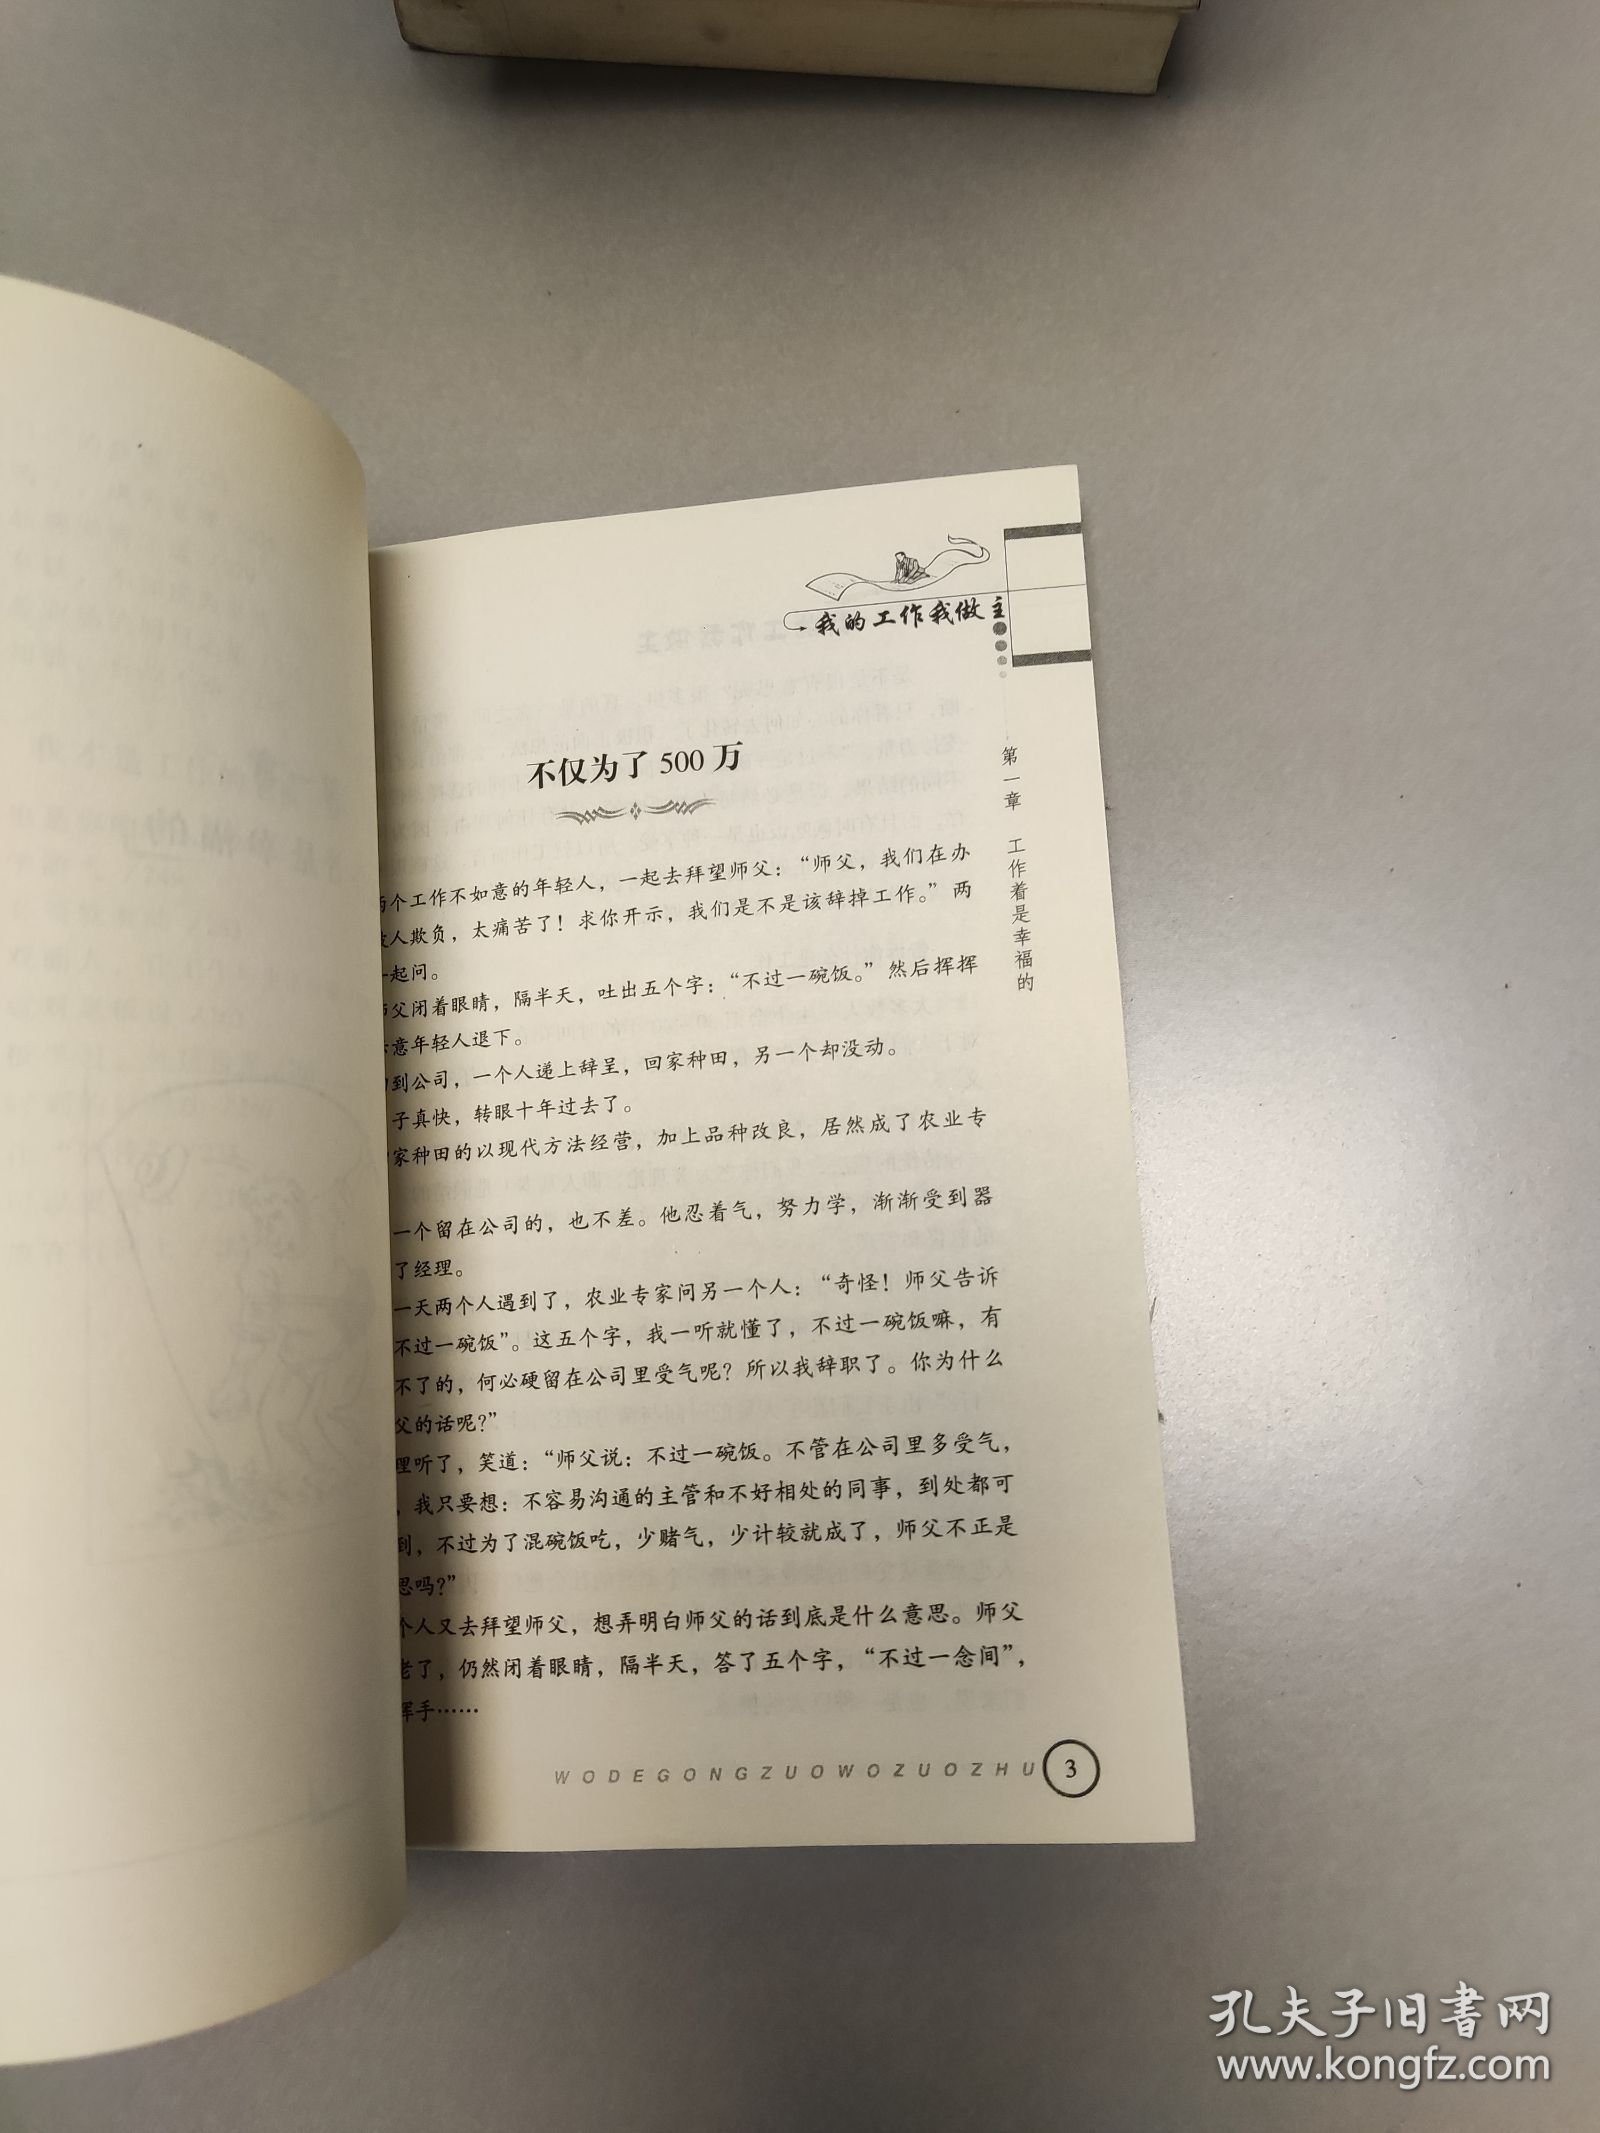 我的工作我做主
第一章 工作着是幸福的
不仅为了 500 万
个工作不如意的年轻人，一起去拜望师父：“师父，我们在办
人欺负，太痛苦了！求你开示，我们是不是该辞掉工作。”两
起问。
父闭着眼睛，隔半天，吐出五个字：“不过一碗饭。”然后挥挥
意年轻人退下。
到公司，一个人递上辞呈，回家种田，另一个却没动。
子真快，转眼十年过去了。
家种田的以现代方法经营，加上品种改良，居然成了农业专
一个留在公司的，也不差。他忍着气，努力学，渐渐受到器
了经理。
一天两个人遇到了，农业专家问另一个人：“奇怪！师父告诉
不过一碗饭”。这五个字，我一听就懂了，不过一碗饭嘛，有
不了的，何必硬留在公司里受气呢？所以我辞职了。你为什么
父的话呢？”
理听了，笑道：“师父说：不过一碗饭。不管在公司里多受气，
，我只要想：不容易沟通的主管和不好相处的同事，到处都可
到，不过为了混碗饭吃，少赌气，少计较就成了，师父不正是
思吗？”
个人又去拜望师父，想弄明白师父的话到底是什么意思。师父
老了，仍然闭着眼睛，隔半天，答了五个字，“不过一念间”，
挥手……
WODEGONGZUOWOZUOZHU 3
孔夫子旧书网
www.kongfz.com